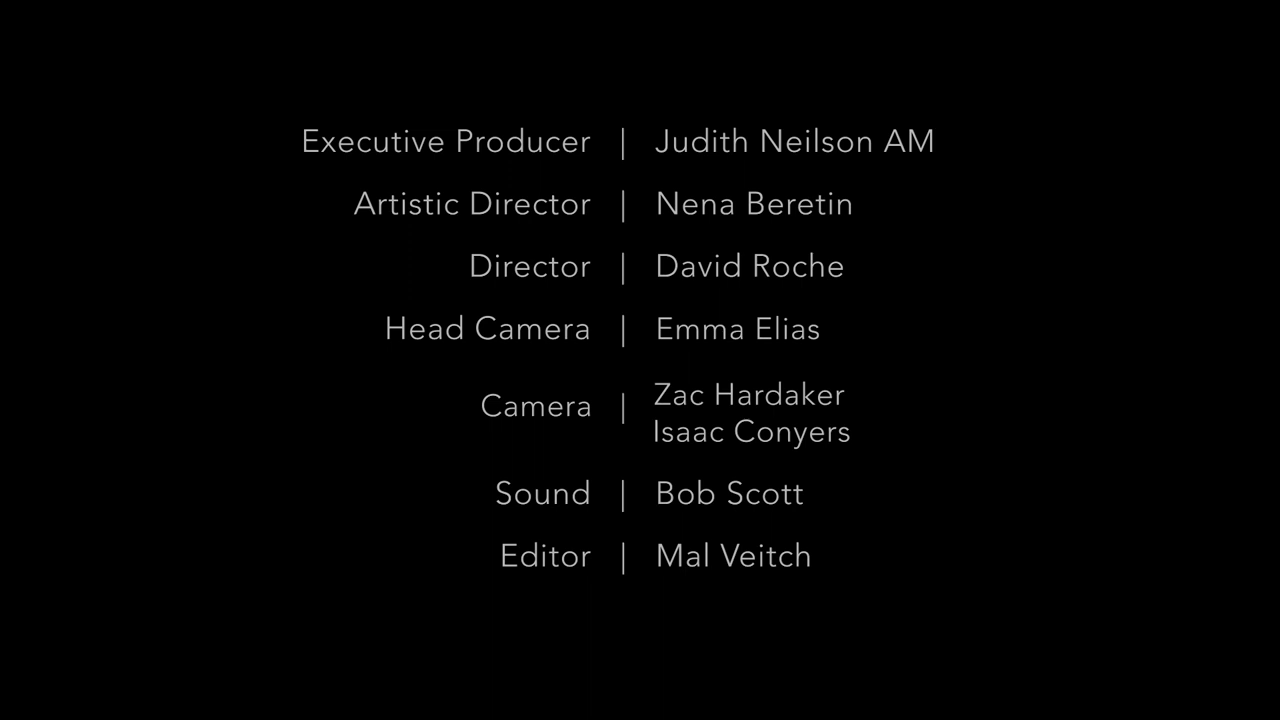 Executive Producer | Judith Neilson AM
Artistic Director | Nena Beretin
Director | David Roche
Head Camera | Emma Elias
Camera | Zac Hardaker
Isaac Conyers
Sound | Bob Scott
Editor | Mal Veitch